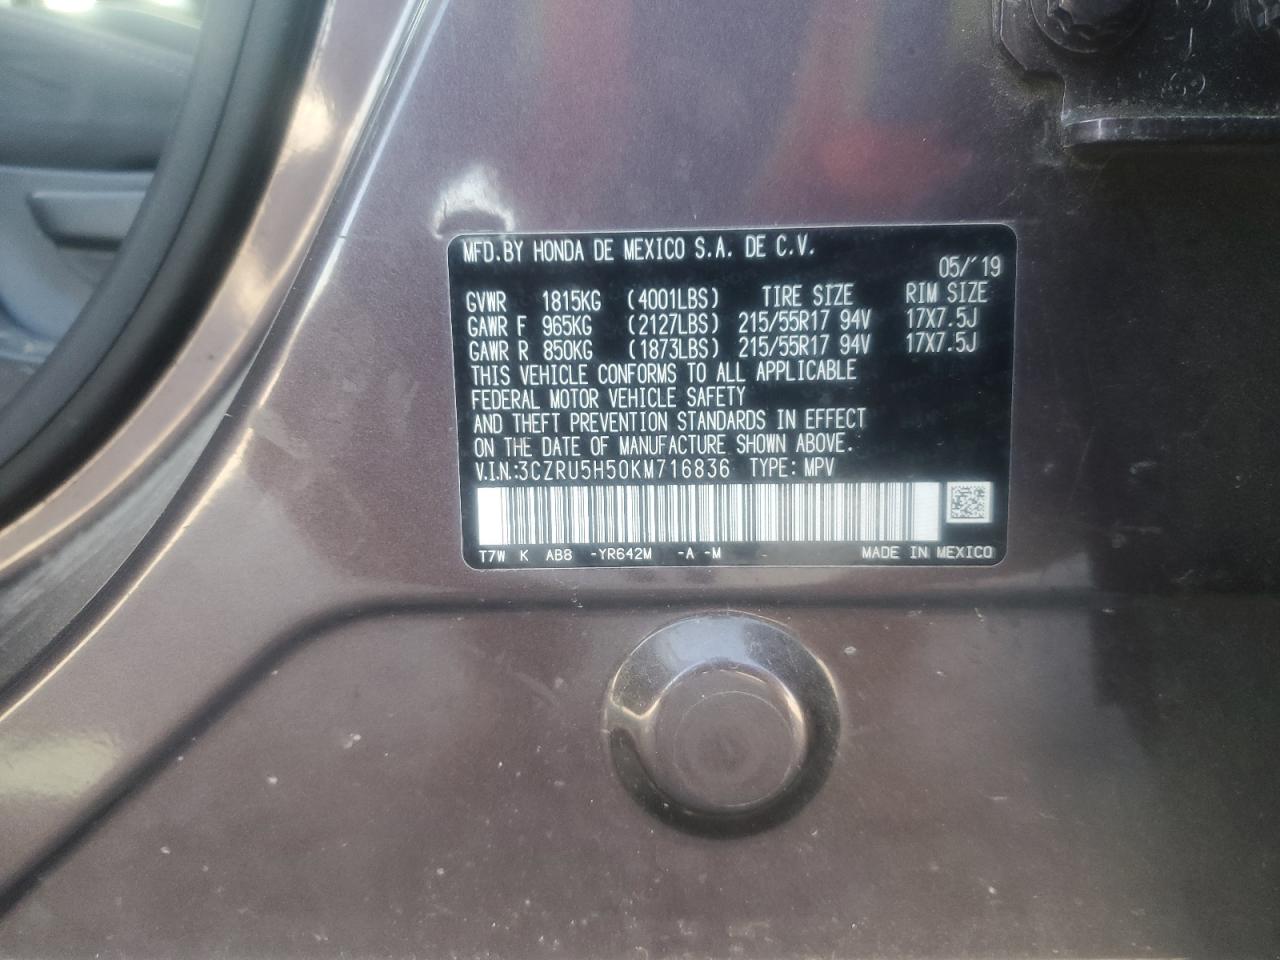 MFD.BY HONDA DE MEXICO S.A. DE C.V.
05/'19
GVWR 1815KG (4001LBS) TIRE SIZE RIM SIZE
GAWR F 965KG (2127LBS) 215/55R17 94V 17X7.5J
GAWR R 850KG (1873LBS) 215/55R17 94V 17X7.5J
THIS VEHICLE CONFORMS TO ALL APPLICABLE
FEDERAL MOTOR VEHICLE SAFETY
AND THEFT PREVENTION STANDARDS IN EFFECT
ON THE DATE OF MANUFACTURE SHOWN ABOVE.
V.I.N.:3CZRU5H50KM716836 TYPE: MPV
T7W K AB8 -YR642M -A -M - MADE IN MEXICO